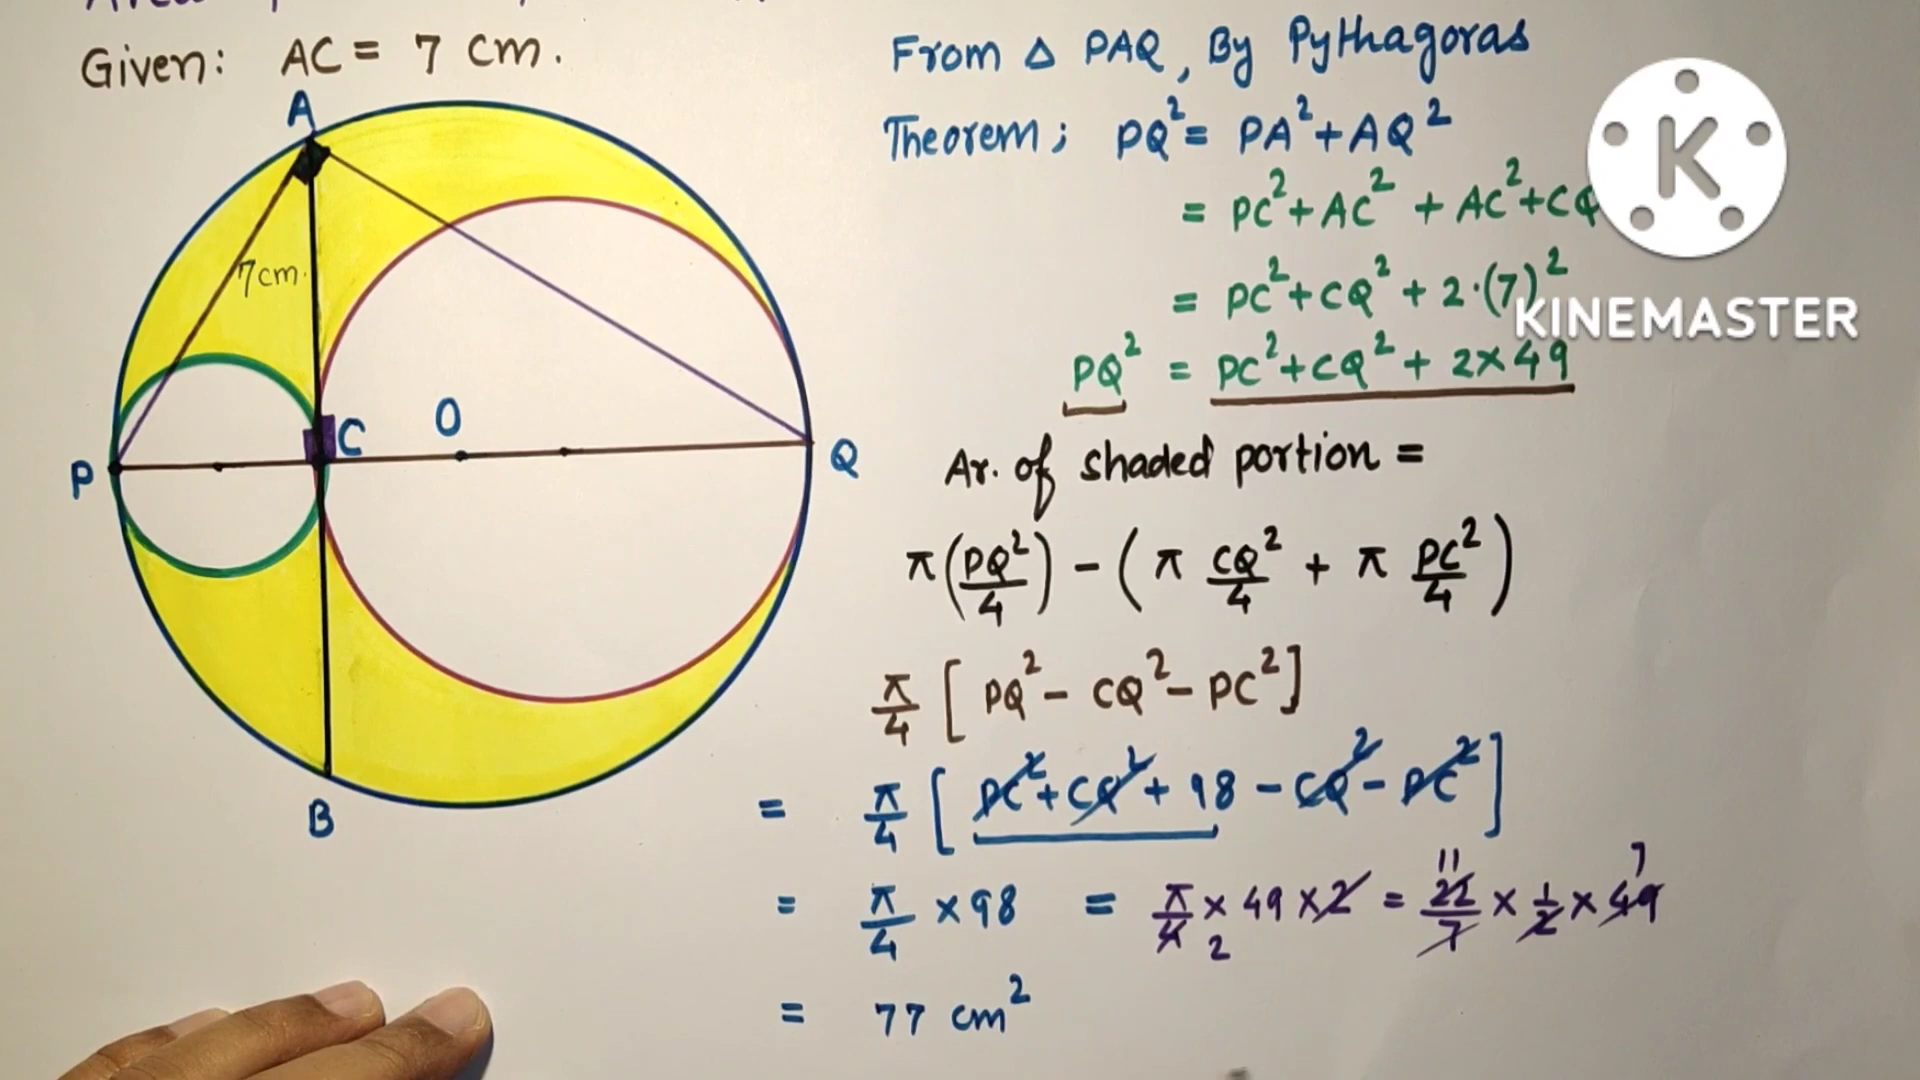 Given: AC = 7 cm.
A
7cm.
C
O
P
Q
B
From Δ PAQ, By Pythagoras
Theorem; PQ² = PA² + AQ²
= PC² + AC² + AC² + CQ
= PC² + CQ² + 2·(7)²
PQ² = PC² + CQ² + 2×49
Ar. of shaded portion =
π(PQ²/4) - (π CQ²/4 + π PC²/4)
π/4 [PQ² - CQ² - PC²]
= π/4 [PC² + CQ² + 98 - CQ² - PC²]
= π/4 × 98 = π/4 2 × 49 × 2 = 11 22/7 × 1/2 × 49 7
= 77 cm²
K
KINEMASTER